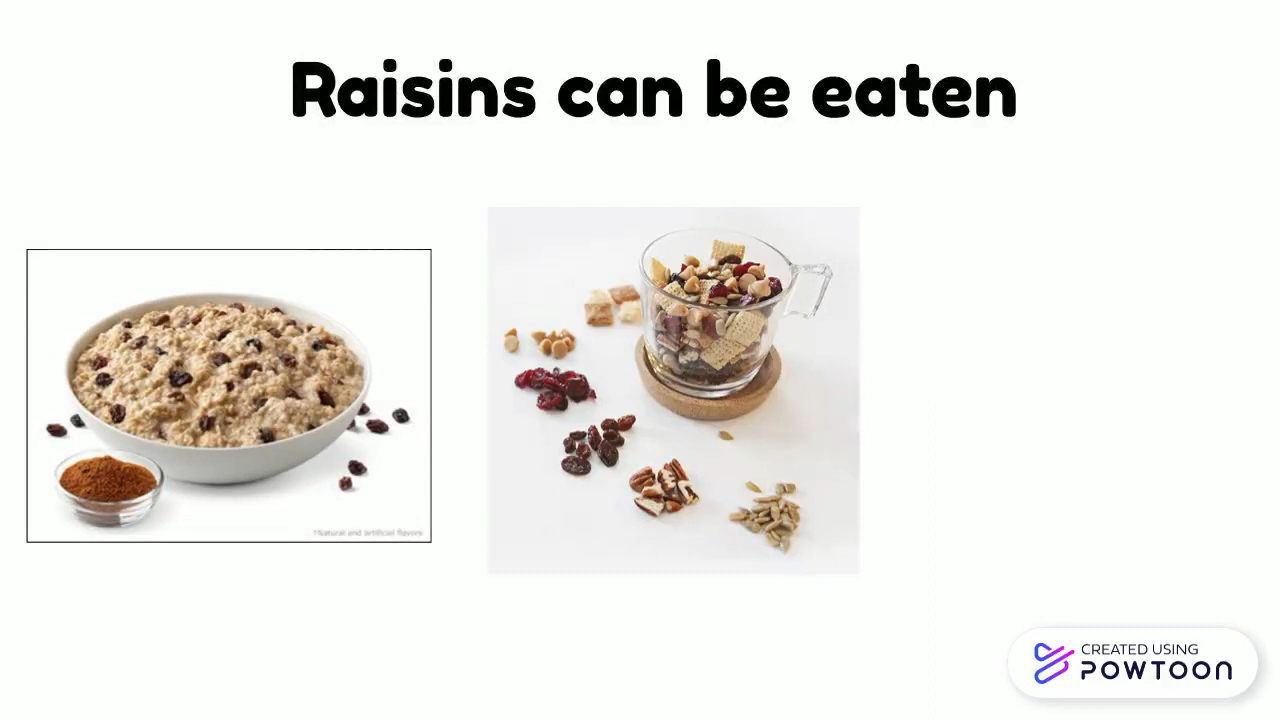 Raisins can be eaten
*Natural and artificial flavors
CREATED USING
POWTOON